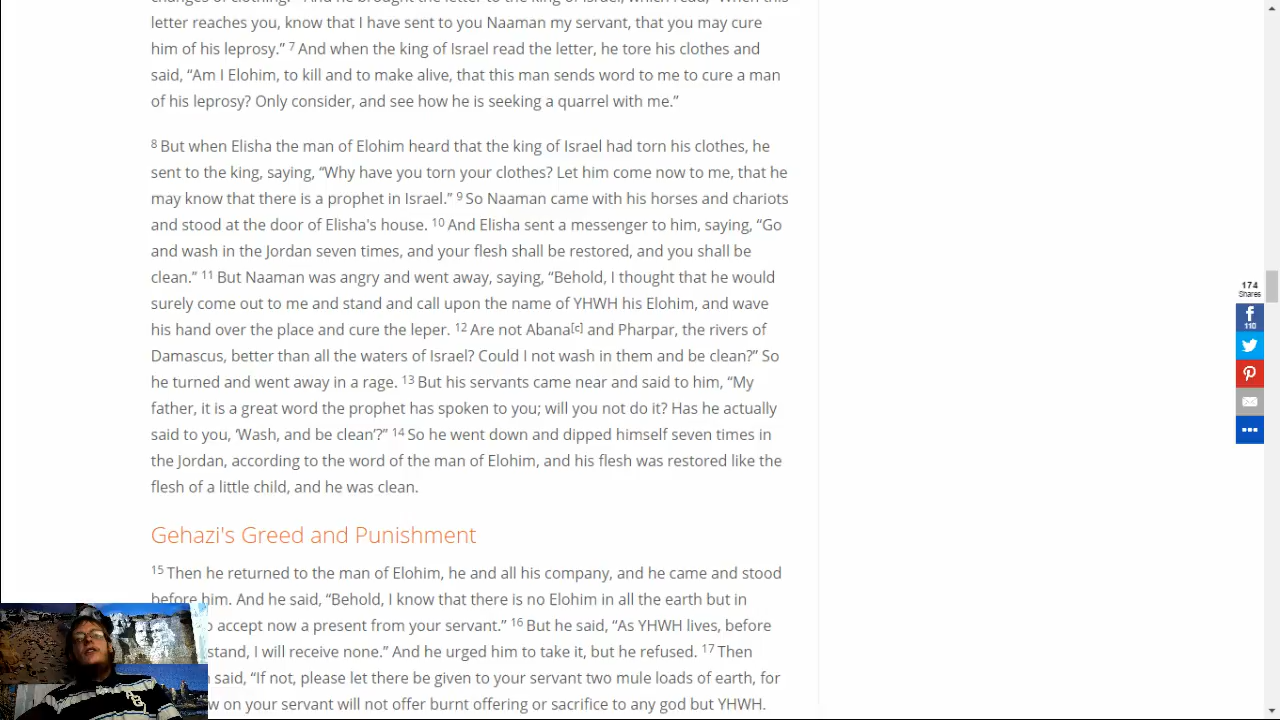 letter reaches you, know that I have sent to you Naaman my servant, that you may cure
him of his leprosy.” 7 And when the king of Israel read the letter, he tore his clothes and
said, “Am I Elohim, to kill and to make alive, that this man sends word to me to cure a man
of his leprosy? Only consider, and see how he is seeking a quarrel with me.”
8 But when Elisha the man of Elohim heard that the king of Israel had torn his clothes, he
sent to the king, saying, “Why have you torn your clothes? Let him come now to me, that he
may know that there is a prophet in Israel.” 9 So Naaman came with his horses and chariots
and stood at the door of Elisha's house. 10 And Elisha sent a messenger to him, saying, “Go
and wash in the Jordan seven times, and your flesh shall be restored, and you shall be
clean.” 11 But Naaman was angry and went away, saying, “Behold, I thought that he would
surely come out to me and stand and call upon the name of YHWH his Elohim, and wave
his hand over the place and cure the leper. 12 Are not Abana[c] and Pharpar, the rivers of
Damascus, better than all the waters of Israel? Could I not wash in them and be clean?” So
he turned and went away in a rage. 13 But his servants came near and said to him, “My
father, it is a great word the prophet has spoken to you; will you not do it? Has he actually
said to you, ‘Wash, and be clean’?” 14 So he went down and dipped himself seven times in
the Jordan, according to the word of the man of Elohim, and his flesh was restored like the
flesh of a little child, and he was clean.
Gehazi's Greed and Punishment
15 Then he returned to the man of Elohim, he and all his company, and he came and stood
before him. And he said, “Behold, I know that there is no Elohim in all the earth but in
accept now a present from your servant.” 16 But he said, “As YHWH lives, before
stand, I will receive none.” And he urged him to take it, but he refused. 17 Then
said, “If not, please let there be given to your servant two mule loads of earth, for
on your servant will not offer burnt offering or sacrifice to any god but YHWH.
174
Shares
110